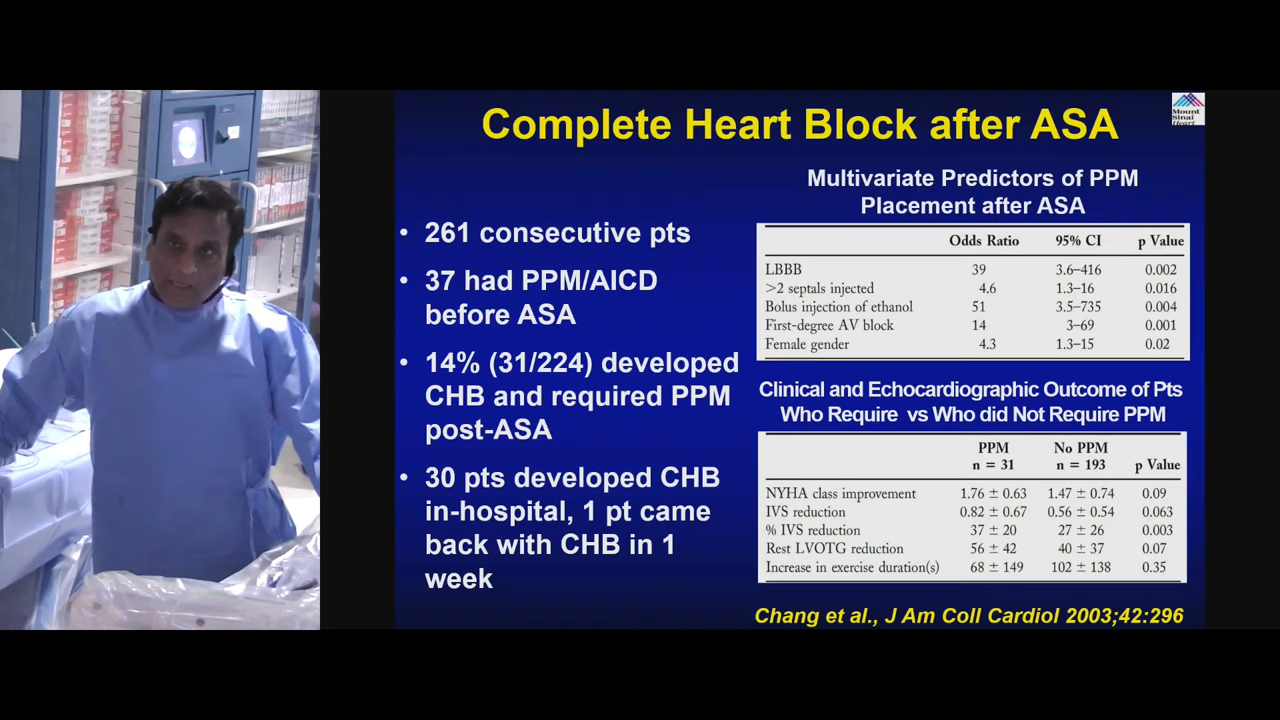 Complete Heart Block after ASA
Mount
Sinai
Heart
• 261 consecutive pts
• 37 had PPM/AICD
before ASA
• 14% (31/224) developed
CHB and required PPM
post-ASA
• 30 pts developed CHB
in-hospital, 1 pt came
back with CHB in 1
week
Multivariate Predictors of PPM
Placement after ASA
Odds Ratio 95% CI p Value
LBBB 39 3.6–416 0.002
>2 septals injected 4.6 1.3–16 0.016
Bolus injection of ethanol 51 3.5–735 0.004
First-degree AV block 14 3–69 0.001
Female gender 4.3 1.3–15 0.02
Clinical and Echocardiographic Outcome of Pts
Who Require vs Who did Not Require PPM
PPM No PPM
n = 31 n = 193 p Value
NYHA class improvement 1.76 ± 0.63 1.47 ± 0.74 0.09
IVS reduction 0.82 ± 0.67 0.56 ± 0.54 0.063
% IVS reduction 37 ± 20 27 ± 26 0.003
Rest LVOTG reduction 56 ± 42 40 ± 37 0.07
Increase in exercise duration(s) 68 ± 149 102 ± 138 0.35
Chang et al., J Am Coll Cardiol 2003;42:296